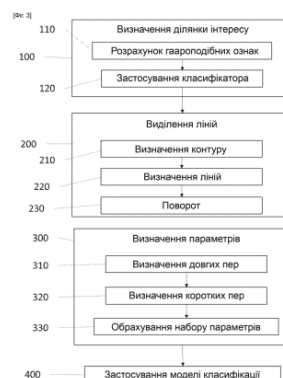 [Фіг. 3]
110
Визначення ділянки інтересу
Розрахунок гаароподібних ознак
100
Застосування класифікатора
120
Виділення ліній
200
Визначення контуру
210
Визначення ліній
220
Поворот
230
300
Визначення параметрів
310
Визначення довгих пер
320
Визначення коротких пер
330
Обрахування набору параметрів
400
Застосування моделі класифікації